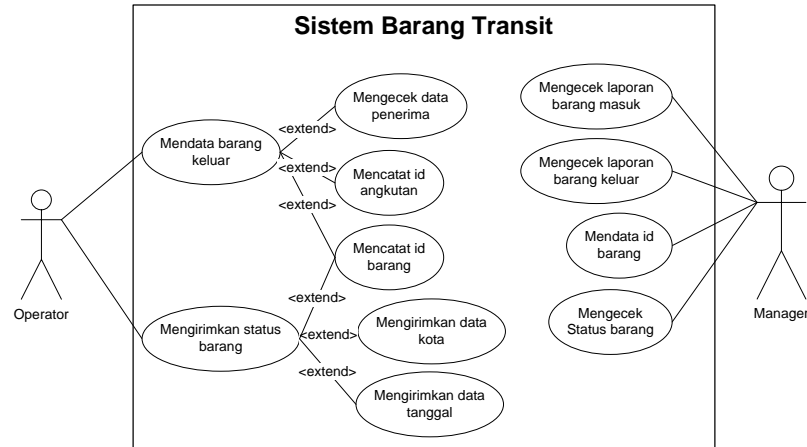 Sistem Barang Transit
Mengecek data
penerima
<extend>
Mendata barang
keluar
<extend>
Mencatat id
angkutan
<extend>
Mencatat id
barang
<extend>
Mengirimkan status
barang
<extend>
Mengirimkan data
kota
<extend>
Mengirimkan data
tanggal
Operator
Mengecek laporan
barang masuk
Mengecek laporan
barang keluar
Mendata id
barang
Mengecek
Status barang
Manager